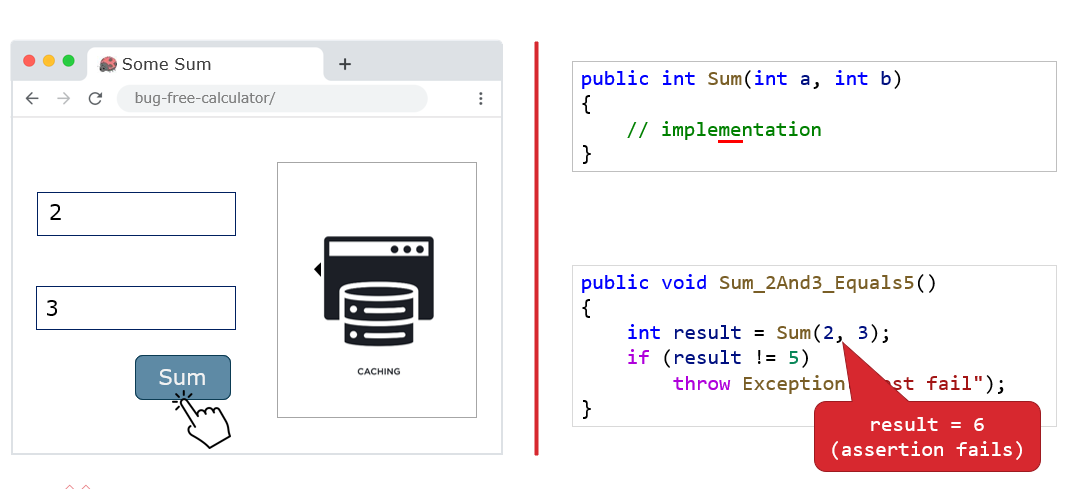 Some Sum
bug-free-calculator/
2
3
Sum
CACHING
public int Sum(int a, int b)
{
// implementation
}
public void Sum_2And3_Equals5()
{
int result = Sum(2, 3);
if (result != 5)
throw Exception st fail");
}
result = 6
(assertion fails)